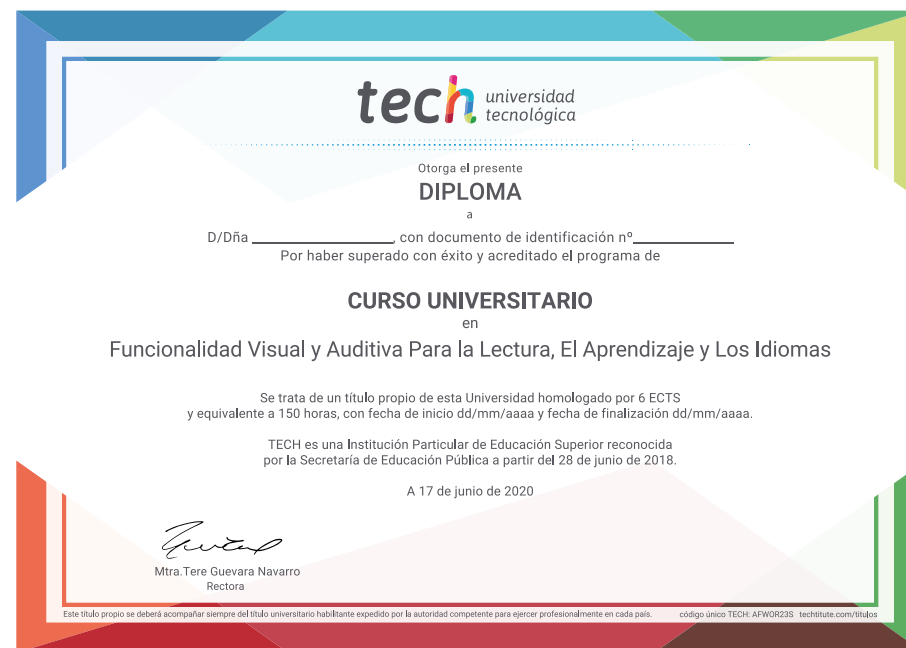 tech universidad
tecnológica
Otorga el presente
DIPLOMA
a
D/Dña ____________________, con documento de identificación nº______________
Por haber superado con éxito y acreditado el programa de
CURSO UNIVERSITARIO
en
Funcionalidad Visual y Auditiva Para la Lectura, El Aprendizaje y Los Idiomas
Se trata de un título propio de esta Universidad homologado por 6 ECTS
y equivalente a 150 horas, con fecha de inicio dd/mm/aaaa y fecha de finalización dd/mm/aaaa.
TECH es una Institución Particular de Educación Superior reconocida
por la Secretaría de Educación Pública a partir del 28 de junio de 2018.
A 17 de junio de 2020
Mtra.Tere Guevara Navarro
Rectora
Este título propio se deberá acompañar siempre del título universitario habilitante expedido por la autoridad competente para ejercer profesionalmente en cada país. código único TECH: AFWOR23S techtitute.com/titulos